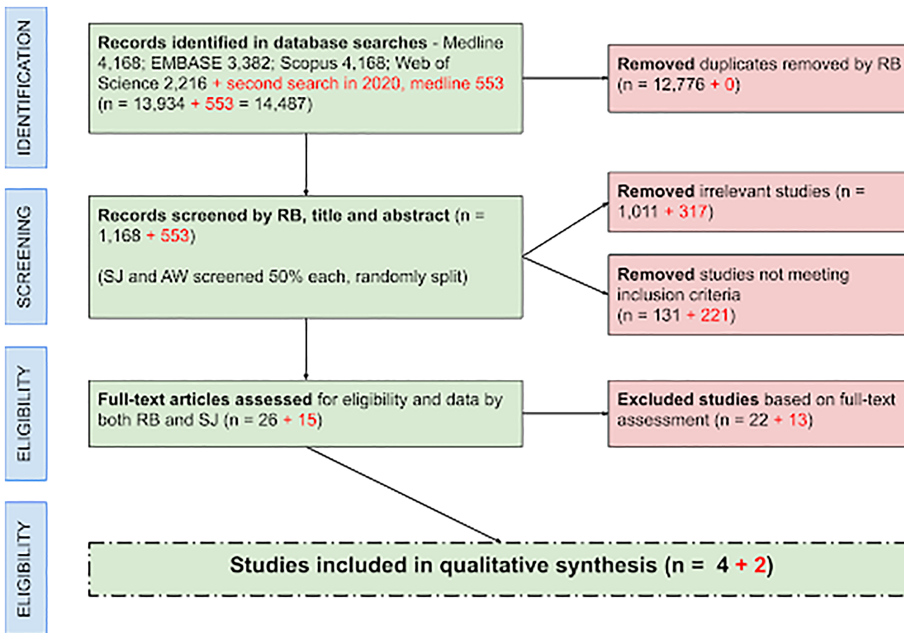 IDENTIFICATION
Records identified in database searches - Medline
4,168; EMBASE 3,382; Scopus 4,168; Web of
Science 2,216 + second search in 2020, medline 553
(n = 13,934 + 553 = 14,487)
Removed duplicates removed by RB
(n = 12,776 + 0)
SCREENING
Records screened by RB, title and abstract (n =
1,168 + 553)
(SJ and AW screened 50% each, randomly split)
Removed irrelevant studies (n =
1,011 + 317)
Removed studies not meeting
inclusion criteria
(n = 131 + 221)
ELIGIBILITY
Full-text articles assessed for eligibility and data by
both RB and SJ (n = 26 + 15)
Excluded studies based on full-text
assessment (n = 22 + 13)
ELIGIBILITY
Studies included in qualitative synthesis (n = 4 + 2)